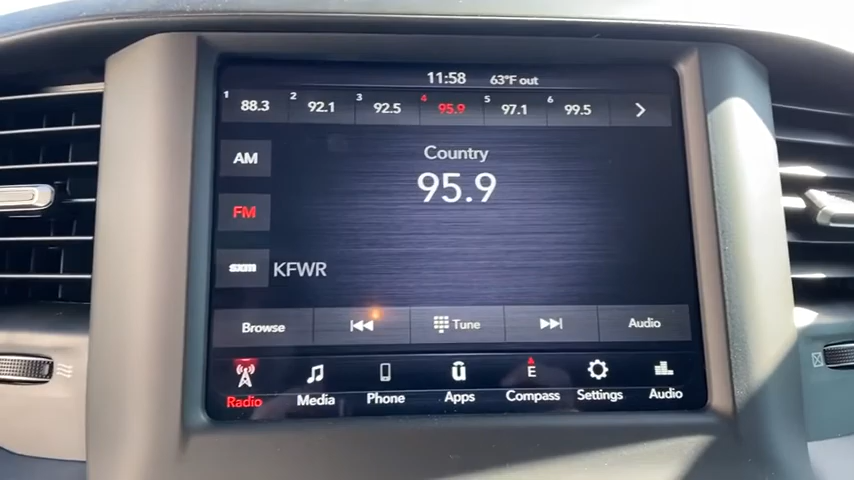 11:58 63°F out
1 88.3 2 92.1 3 92.5 4 95.9 5 97.1 6 99.5
Country
AM
95.9
FM
sxm
KFWR
Browse Tune Audio
E
Radio Media Phone Apps Compass Settings Audio